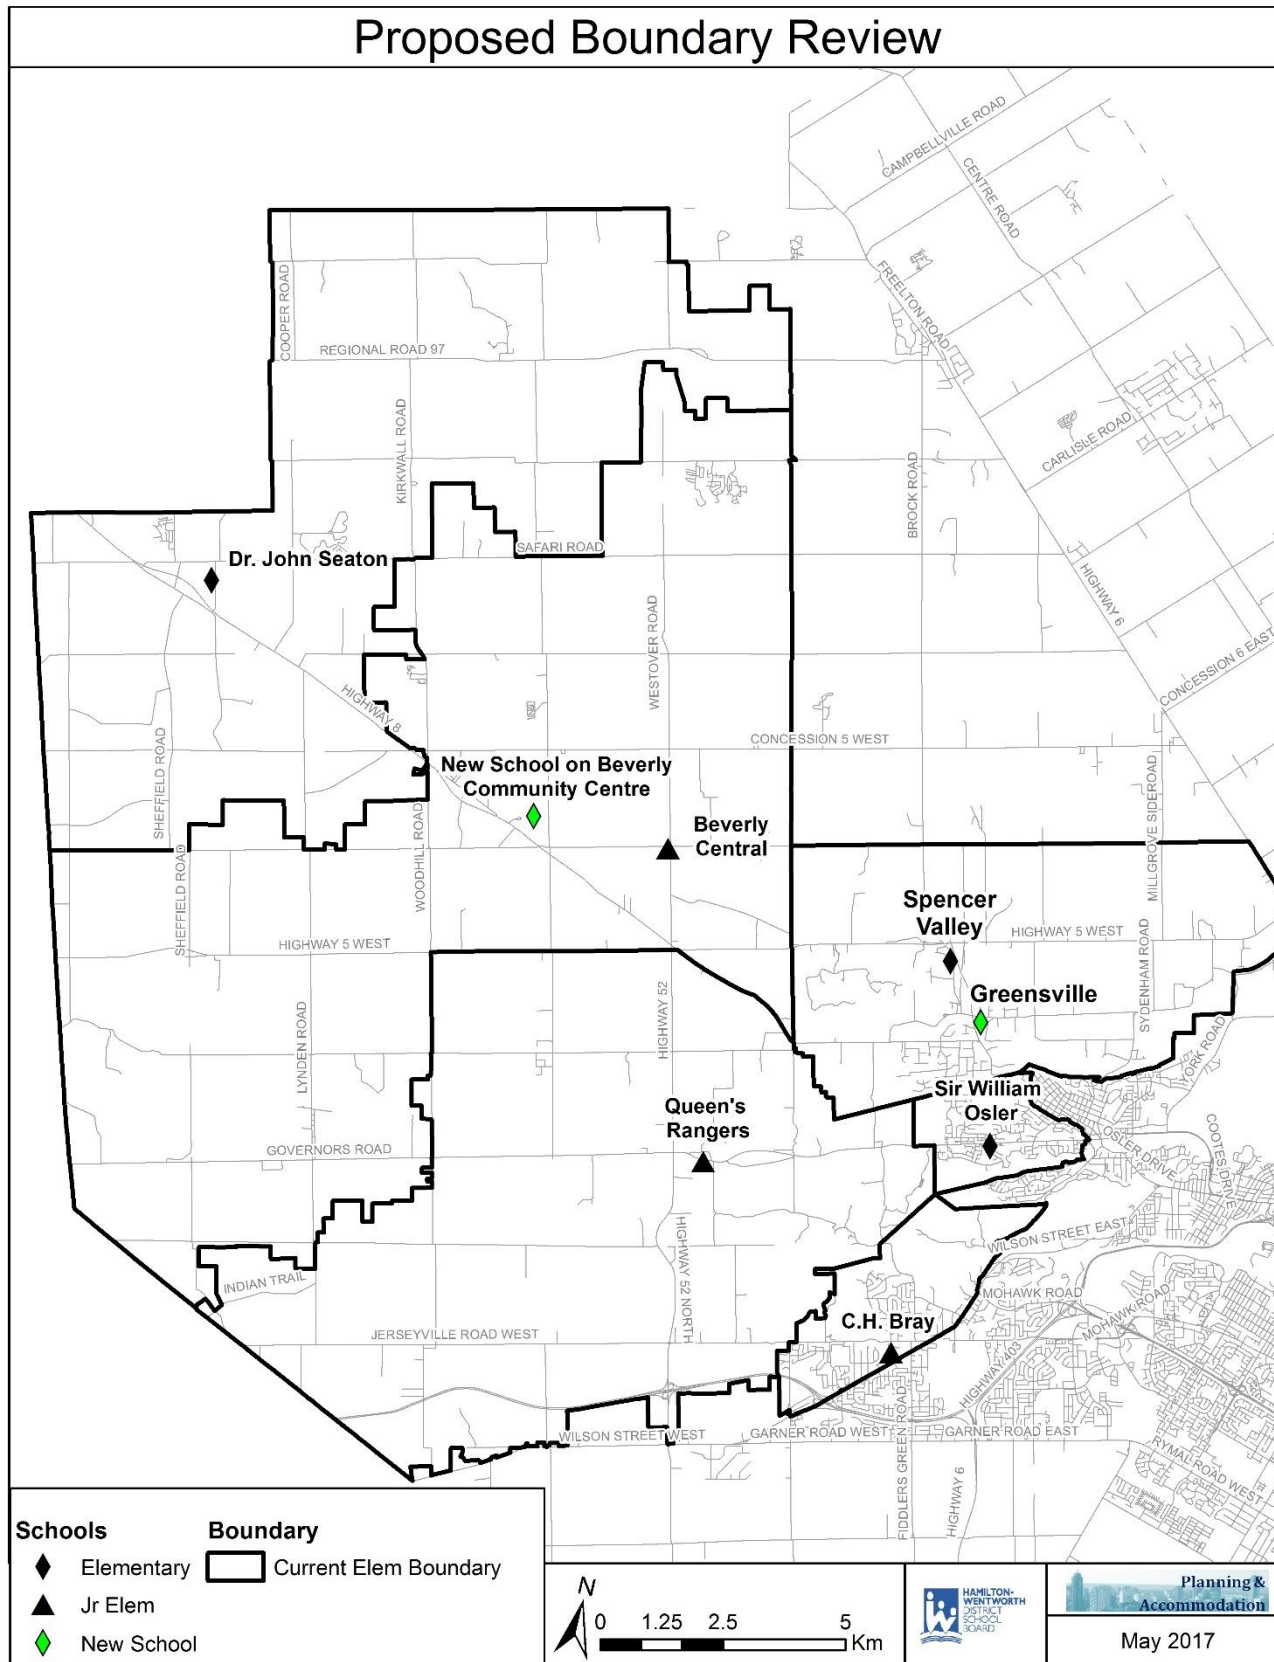 Proposed Boundary Review
CAMPBELLVILLE ROAD
CENTRE ROAD
FREELTON ROAD
COOPER ROAD
REGIONAL ROAD 97
KIRKWALL ROAD
CARLISLE ROAD
BROCK ROAD
SAFARI ROAD
Dr. John Seaton
HIGHWAY 6
WESTOVER ROAD
CONCESSION 6 EAST
HIGHWAY 8
SHEFFIELD ROAD
CONCESSION 5 WEST
New School on Beverly
Community Centre
MILLGROVE SIDEROAD
WOODHILL ROAD
Beverly
Central
SHEFFIELD ROAD
Spencer
Valley
HIGHWAY 5 WEST
HIGHWAY 5 WEST
SYDENHAM ROAD
Greensville
HIGHWAY 52
LYNDEN ROAD
YORK ROAD
Sir William
Osler
Queen's
Rangers
GOVERNORS ROAD
OSLER DRIVE
COOTES DRIVE
WILSON STREET EAST
HIGHWAY 52 NORTH
INDIAN TRAIL
MOHAWK ROAD
MOHAWK ROAD
C.H. Bray
JERSEYVILLE ROAD WEST
HIGHWAY 403
FIDDLERS GREEN ROAD
WILSON STREET WEST
GARNER ROAD WEST
GARNER ROAD EAST
RYMAL ROAD WEST
HIGHWAY 6
Schools
Boundary
Elementary
Current Elem Boundary
Jr Elem
New School
N
0 1.25 2.5 5
Km
HAMILTON-
WENTWORTH
DISTRICT
SCHOOL
BOARD
Planning &
Accommodation
May 2017